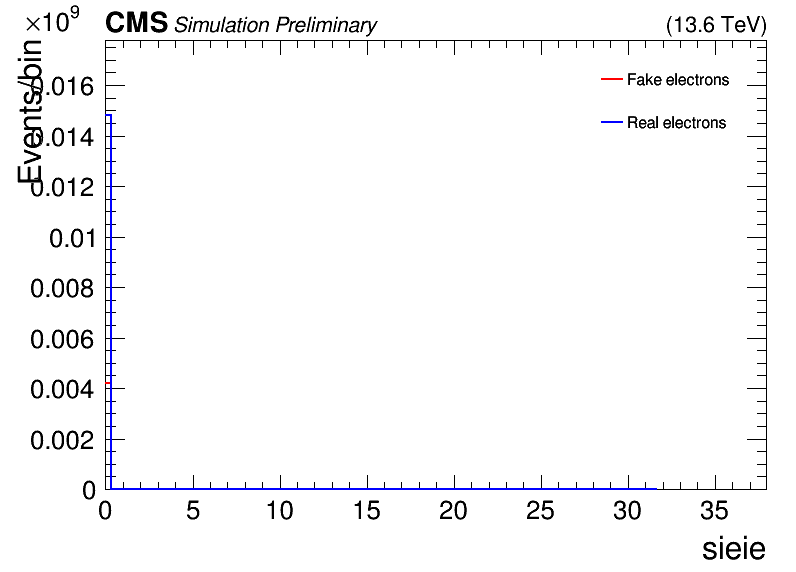 ×10⁹
CMS Simulation Preliminary (13.6 TeV)
Events/bin
0.016
0.014
0.012
0.01
0.008
0.006
0.004
0.002
0
Fake electrons
Real electrons
0 5 10 15 20 25 30 35
sieie